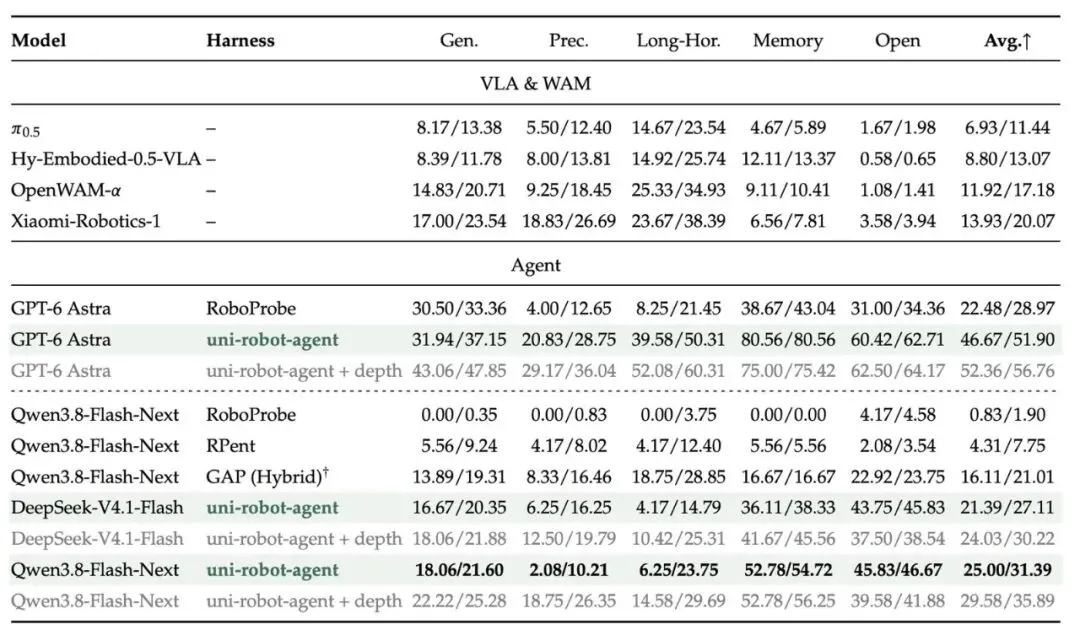 Model Harness Gen. Prec. Long-Hor. Memory Open Avg.↑
VLA & WAM
π0.5 – 8.17/13.38 5.50/12.40 14.67/23.54 4.67/5.89 1.67/1.98 6.93/11.44
Hy-Embodied-0.5-VLA – 8.39/11.78 8.00/13.81 14.92/25.74 12.11/13.37 0.58/0.65 8.80/13.07
OpenWAM-α – 14.83/20.71 9.25/18.45 25.33/34.93 9.11/10.41 1.08/1.41 11.92/17.18
Xiaomi-Robotics-1 – 17.00/23.54 18.83/26.69 23.67/38.39 6.56/7.81 3.58/3.94 13.93/20.07
Agent
GPT-6 Astra RoboProbe 30.50/33.36 4.00/12.65 8.25/21.45 38.67/43.04 31.00/34.36 22.48/28.97
GPT-6 Astra uni-robot-agent 31.94/37.15 20.83/28.75 39.58/50.31 80.56/80.56 60.42/62.71 46.67/51.90
GPT-6 Astra uni-robot-agent + depth 43.06/47.85 29.17/36.04 52.08/60.31 75.00/75.42 62.50/64.17 52.36/56.76
Qwen3.8-Flash-Next RoboProbe 0.00/0.35 0.00/0.83 0.00/3.75 0.00/0.00 4.17/4.58 0.83/1.90
Qwen3.8-Flash-Next RPent 5.56/9.24 4.17/8.02 4.17/12.40 5.56/5.56 2.08/3.54 4.31/7.75
Qwen3.8-Flash-Next GAP (Hybrid)† 13.89/19.31 8.33/16.46 18.75/28.85 16.67/16.67 22.92/23.75 16.11/21.01
DeepSeek-V4.1-Flash uni-robot-agent 16.67/20.35 6.25/16.25 4.17/14.79 36.11/38.33 43.75/45.83 21.39/27.11
DeepSeek-V4.1-Flash uni-robot-agent + depth 18.06/21.88 12.50/19.79 10.42/25.31 41.67/45.56 37.50/38.54 24.03/30.22
Qwen3.8-Flash-Next uni-robot-agent 18.06/21.60 2.08/10.21 6.25/23.75 52.78/54.72 45.83/46.67 25.00/31.39
Qwen3.8-Flash-Next uni-robot-agent + depth 22.22/25.28 18.75/26.35 14.58/29.69 52.78/56.25 39.58/41.88 29.58/35.89